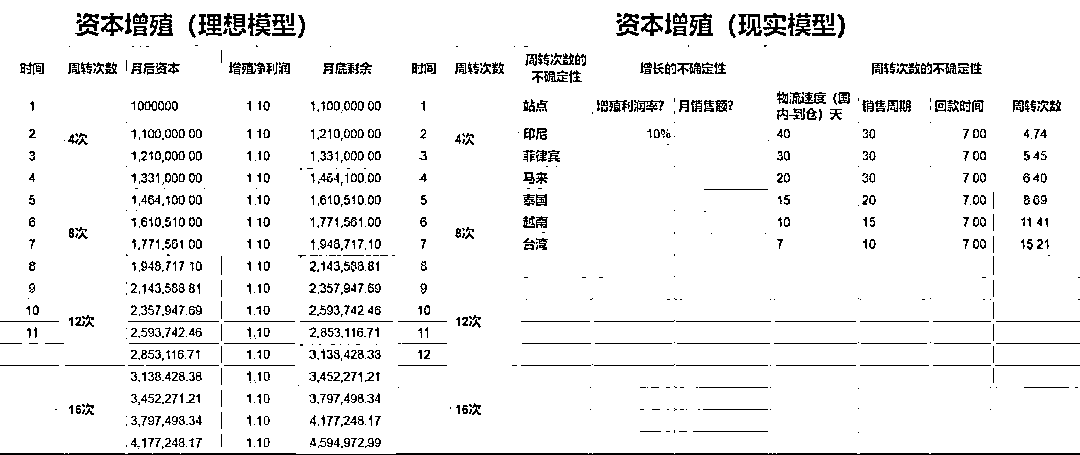 资本增殖（理想模型） 资本增殖（现实模型）
时间 周转次数 月后资本 增殖净利润 月底剩余 时间 周转次数 周转次数的不确定性 增长的不确定性 周转次数的不确定性
1 1000000 1.10 1,100,000.00 1 站点 增殖利润率? 月销售额? 物流速度（国内-到仓）天 销售周期 回款时间 周转次数
2 4次 1,100,000.00 1.10 1,210,000.00 2 4次 印尼 10% 40 30 7.00 4.74
3 1,210,000.00 1.10 1,331,000.00 3 菲律宾 30 30 7.00 5.45
4 1,331,000.00 1.10 1,464,100.00 4 马来 20 30 7.00 6.40
5 1,464,100.00 1.10 1,610,510.00 5 泰国 15 20 7.00 8.69
6 8次 1,610,510.00 1.10 1,771,561.00 6 8次 越南 10 15 7.00 11.41
7 1,771,561.00 1.10 1,948,717.10 7 台湾 7 10 7.00 15.21
8 1,948,717.10 1.10 2,143,588.81 8
9 2,143,588.81 1.10 2,357,947.69 9
10 12次 2,357,947.69 1.10 2,593,742.46 10 12次
11 2,593,742.46 1.10 2,853,116.71 11
2,853,116.71 1.10 3,138,428.38 12
3,138,428.38 1.10 3,452,271.21
16次 3,452,271.21 1.10 3,797,498.34 16次
3,797,498.34 1.10 4,177,248.17
4,177,248.17 1.10 4,594,972.99